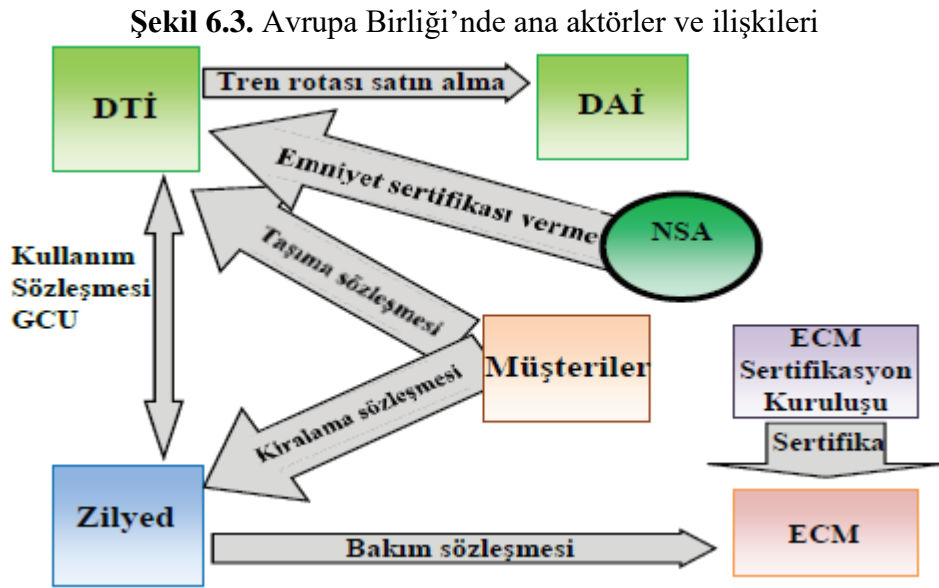 Şekil 6.3. Avrupa Birliği’nde ana aktörler ve ilişkileri
DTİ
Tren rotası satın alma
DAİ
Emniyet sertifikası verme
NSA
Kullanım
Sözleşmesi
GCU
Taşıma sözleşmesi
Müşteriler
Kiralama sözleşmesi
ECM
Sertifikasyon
Kuruluşu
Sertifika
Zilyed
Bakım sözleşmesi
ECM